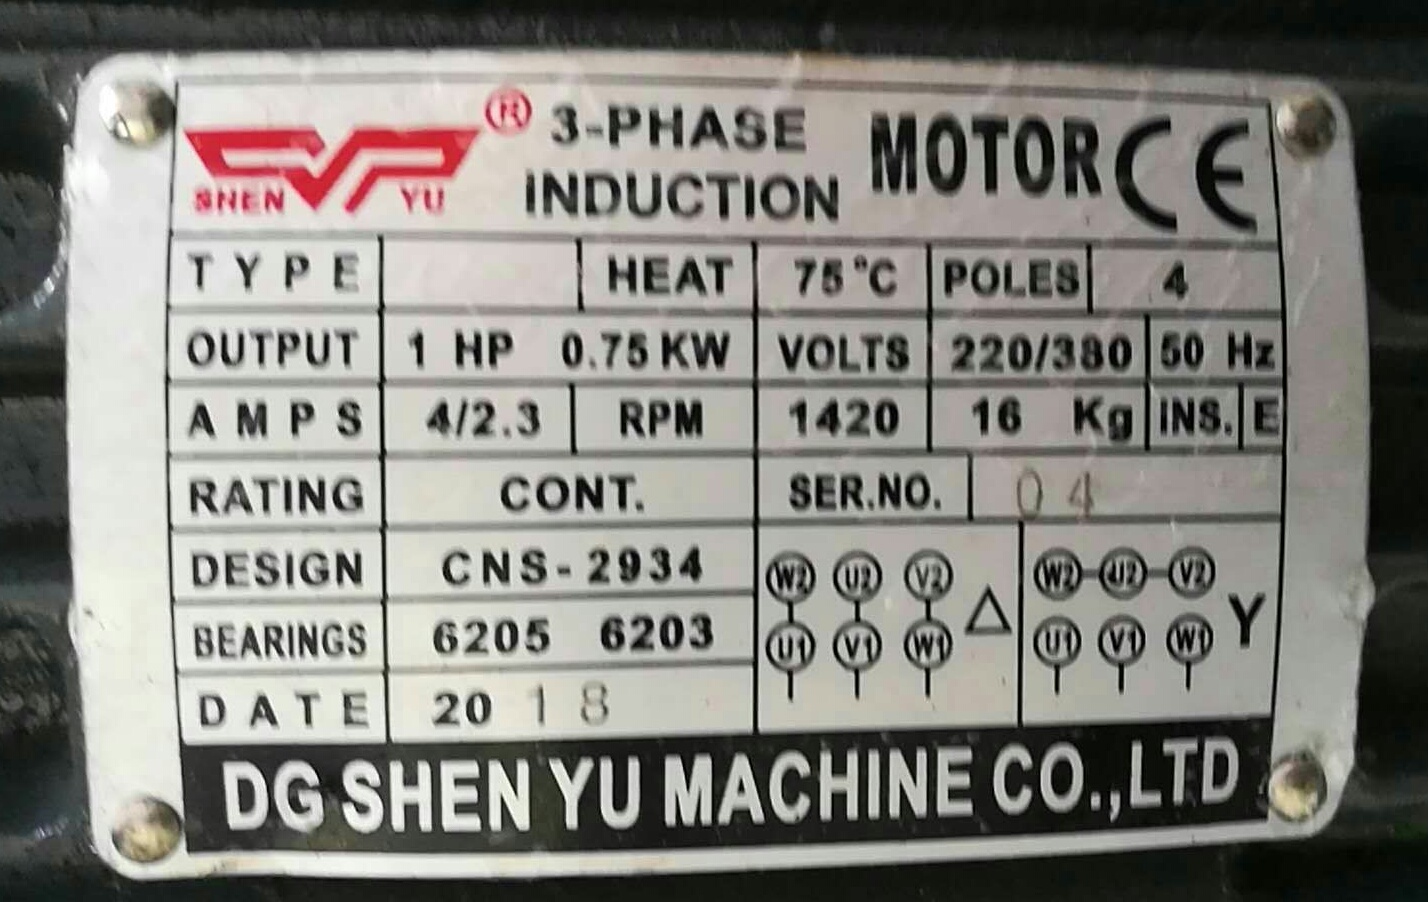 SHEN YU ® 3-PHASE INDUCTION MOTOR CE
TYPE HEAT 75°C POLES 4
OUTPUT 1 HP 0.75 KW VOLTS 220/380 50 Hz
AMPS 4/2.3 RPM 1420 16 Kg INS. E
RATING CONT. SER.NO. 04
DESIGN CNS-2934
W2 U2 V2 △ W2 U2 V2 Y
BEARINGS 6205 6203
U1 V1 W1 U1 V1 W1
DATE 2018
DG SHEN YU MACHINE CO.,LTD